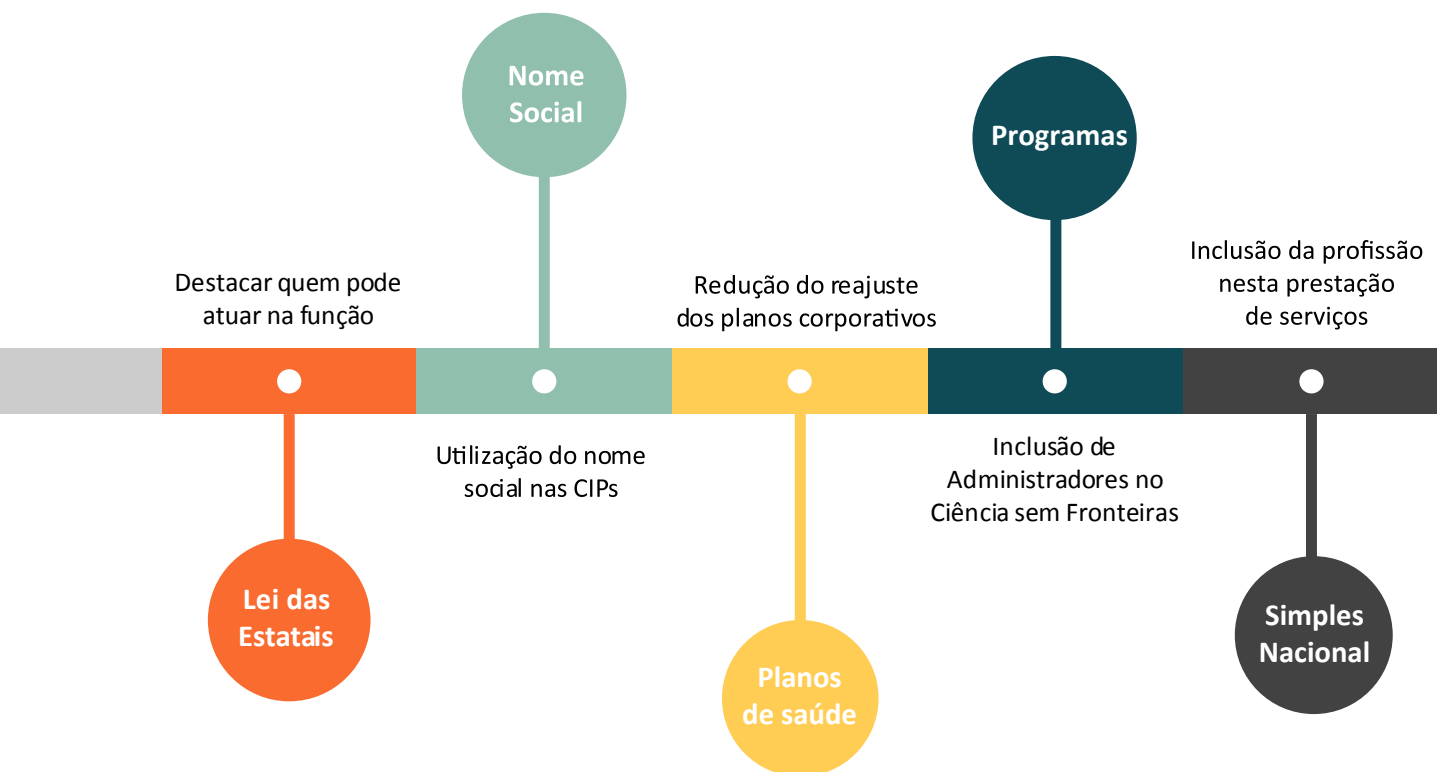 Destacar quem pode
atuar na função
Lei das
Estatais
Nome
Social
Utilização do nome
social nas CIPs
Redução do reajuste
dos planos corporativos
Planos
de saúde
Programas
Inclusão de
Administradores no
Ciência sem Fronteiras
Inclusão da profissão
nesta prestação
de serviços
Simples
Nacional